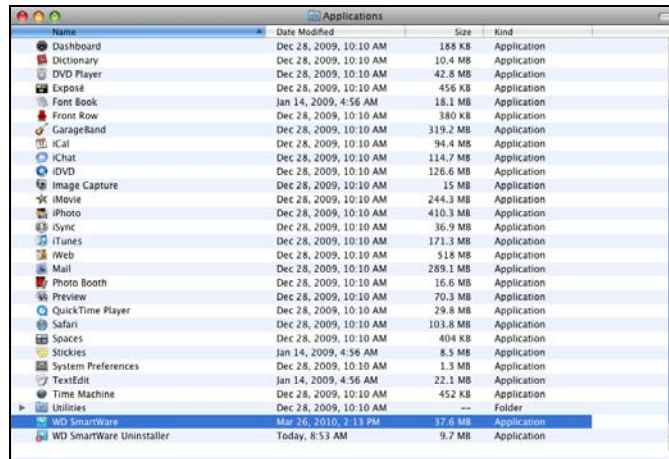 Applications
Name Date Modified Size Kind
Dashboard Dec 28, 2009, 10:10 AM 188 KB Application
Dictionary Dec 28, 2009, 10:10 AM 10.4 MB Application
DVD Player Dec 28, 2009, 10:10 AM 42.8 MB Application
Exposé Dec 28, 2009, 10:10 AM 456 KB Application
Font Book Jan 14, 2009, 4:56 AM 18.1 MB Application
Front Row Dec 28, 2009, 10:10 AM 380 KB Application
GarageBand Dec 28, 2009, 10:10 AM 319.2 MB Application
iCal Dec 28, 2009, 10:10 AM 94.4 MB Application
iChat Dec 28, 2009, 10:10 AM 114.7 MB Application
iDVD Dec 28, 2009, 10:10 AM 126.6 MB Application
Image Capture Dec 28, 2009, 10:10 AM 15 MB Application
iMovie Dec 28, 2009, 10:10 AM 244.3 MB Application
iPhoto Dec 28, 2009, 10:10 AM 410.3 MB Application
iSync Dec 28, 2009, 10:10 AM 36.9 MB Application
iTunes Dec 28, 2009, 10:10 AM 171.3 MB Application
iWeb Dec 28, 2009, 10:10 AM 518 MB Application
Mail Dec 28, 2009, 10:10 AM 289.1 MB Application
Photo Booth Dec 28, 2009, 10:10 AM 16.6 MB Application
Preview Dec 28, 2009, 10:10 AM 70.3 MB Application
QuickTime Player Dec 28, 2009, 10:10 AM 29.8 MB Application
Safari Dec 28, 2009, 10:10 AM 103.8 MB Application
Spaces Dec 28, 2009, 10:10 AM 404 KB Application
Stickies Jan 14, 2009, 4:56 AM 8.5 MB Application
System Preferences Dec 28, 2009, 10:10 AM 1.3 MB Application
TextEdit Jan 14, 2009, 4:56 AM 22.1 MB Application
Time Machine Dec 28, 2009, 10:10 AM 452 KB Application
Utilities Dec 28, 2009, 10:10 AM -- Folder
WD SmartWare Mar 26, 2010, 2:13 PM 37.6 MB Application
WD SmartWare Uninstaller Today, 8:53 AM 9.7 MB Application